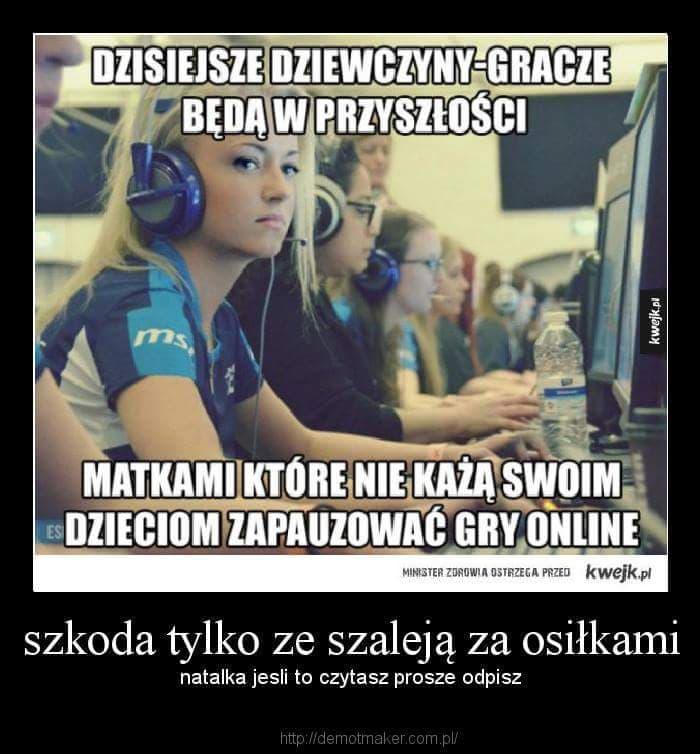 DZISIEJSZE DZIEWCZYNY-GRACZE
BĘDĄ W PRZYSZŁOŚCI
kwejk.pl
msi
MATKAMI KTÓRE NIE KAŻĄ SWOIM
ES DZIECIOM ZAPAUZOWAĆ GRY ONLINE
MINISTER ZDROWIA OSTRZEGA PRZED kwejk.pl
szkoda tylko ze szaleją za osiłkami
natalka jesli to czytasz prosze odpisz
http://demotmaker.com.pl/